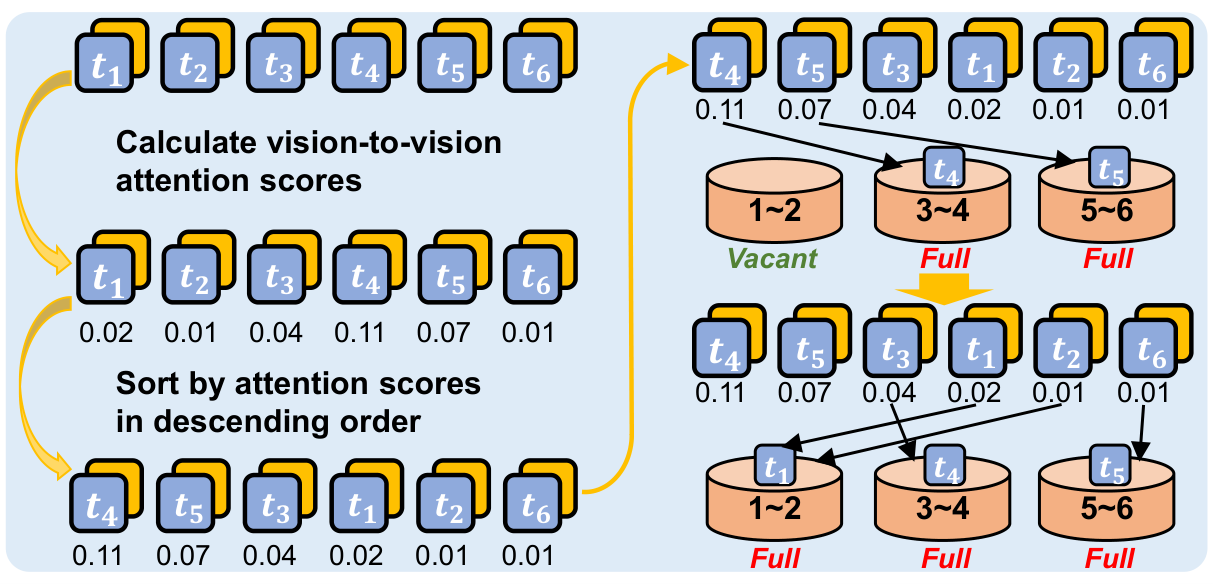 t₁ t₂ t₃ t₄ t₅ t₆
Calculate vision-to-vision
attention scores
t₁ t₂ t₃ t₄ t₅ t₆
0.02 0.01 0.04 0.11 0.07 0.01
Sort by attention scores
in descending order
t₄ t₅ t₃ t₁ t₂ t₆
0.11 0.07 0.04 0.02 0.01 0.01
t₄ t₅ t₃ t₁ t₂ t₆
0.11 0.07 0.04 0.02 0.01 0.01
t₄ t₅
1~2 3~4 5~6
Vacant Full Full
t₄ t₅ t₃ t₁ t₂ t₆
0.11 0.07 0.04 0.02 0.01 0.01
t₁ t₄ t₅
1~2 3~4 5~6
Full Full Full